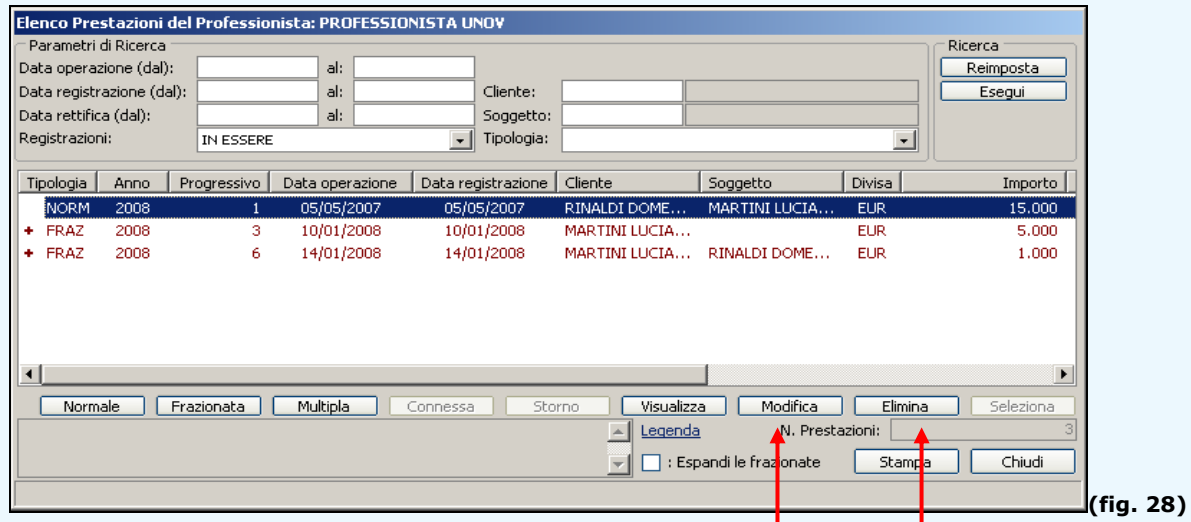 Elenco Prestazioni del Professionista: PROFESSIONISTA UNOV
Parametri di Ricerca Ricerca
Data operazione (dal): al: Reimposta
Data registrazione (dal): al: Cliente: Esegui
Data rettifica (dal): al: Soggetto:
Registrazioni: IN ESSERE Tipologia:
Tipologia Anno Progressivo Data operazione Data registrazione Cliente Soggetto Divisa Importo
NORM 2008 1 05/05/2007 05/05/2007 RINALDI DOME... MARTINI LUCIA... EUR 15.000
+ FRAZ 2008 3 10/01/2008 10/01/2008 MARTINI LUCIA... EUR 5.000
+ FRAZ 2008 6 14/01/2008 14/01/2008 MARTINI LUCIA... RINALDI DOME... EUR 1.000
Normale Frazionata Multipla Connessa Storno Visualizza Modifica Elimina Seleziona
Legenda N. Prestazioni: 3
: Espandi le frazionate Stampa Chiudi
(fig. 28)